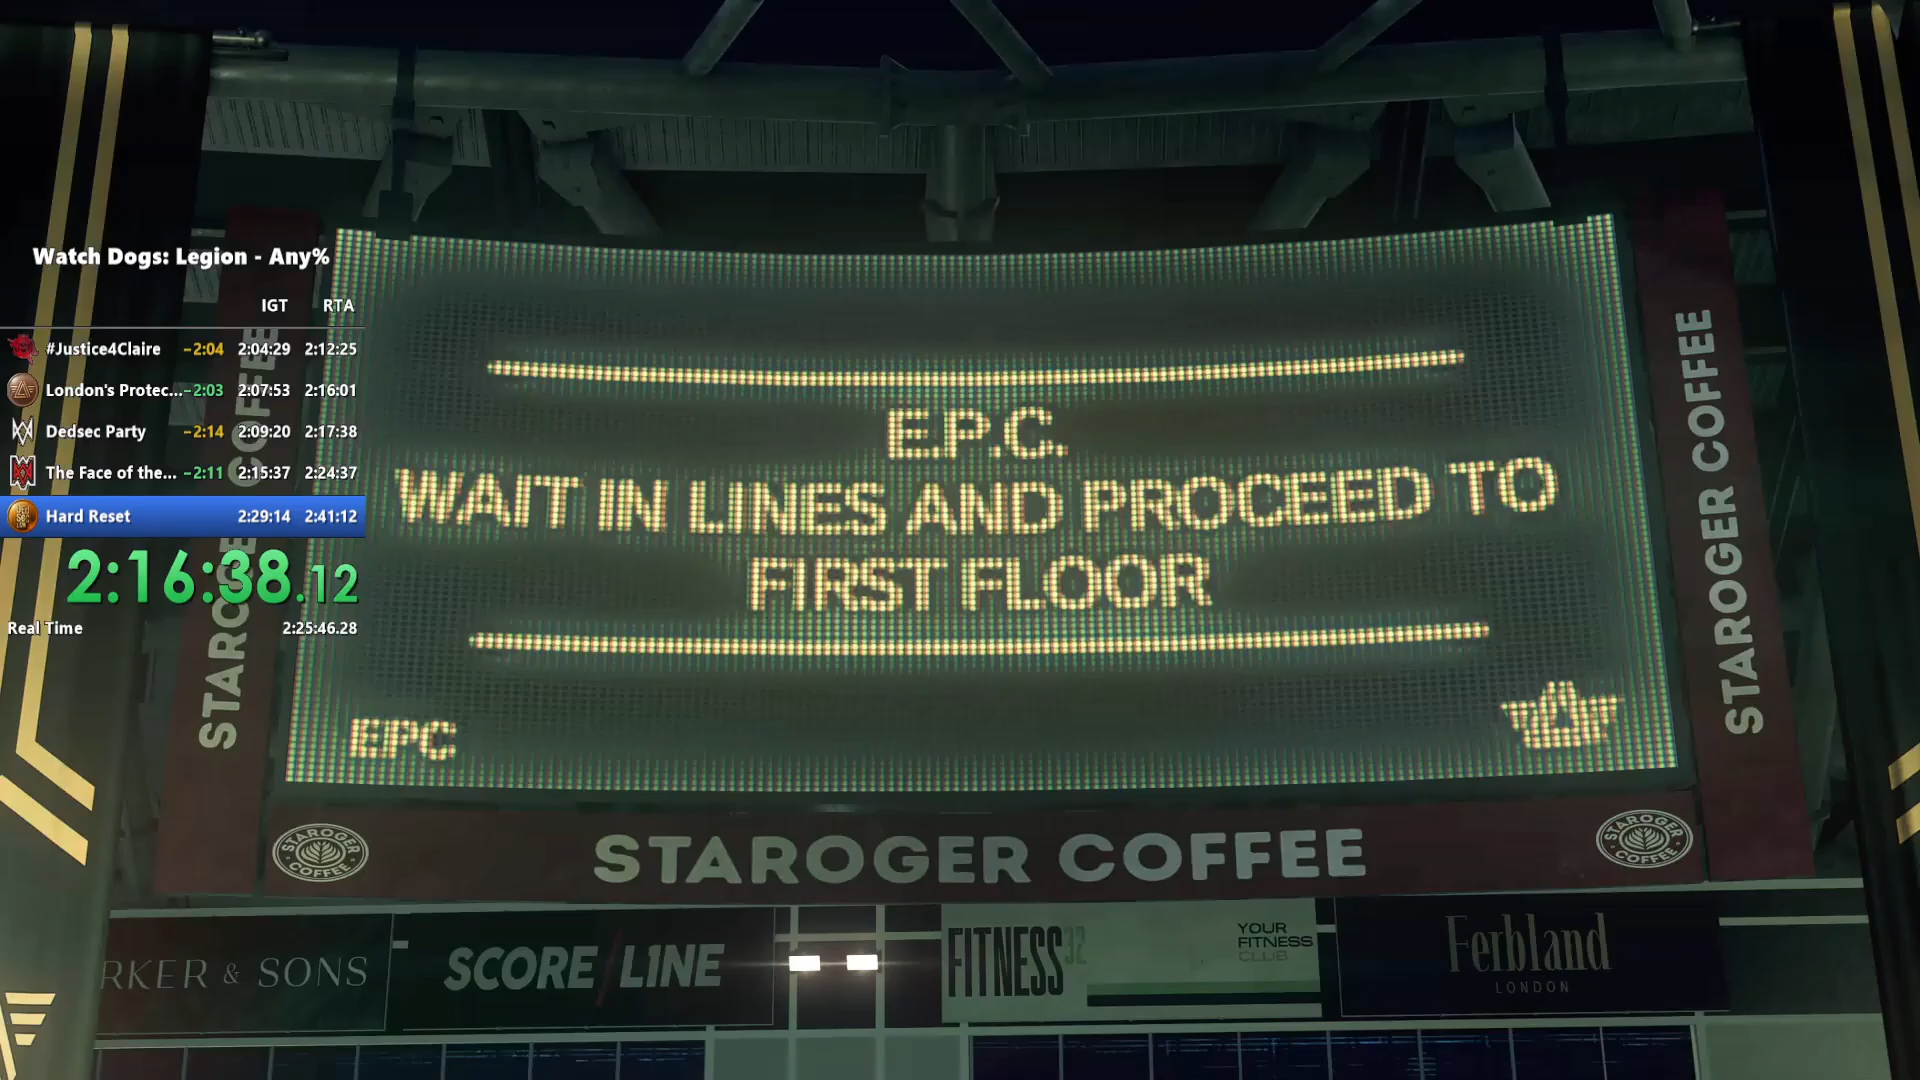 Watch Dogs: Legion - Any%
IGT RTA
#Justice4Claire -2:04 2:04:29 2:12:25
London's Protec... -2:03 2:07:53 2:16:01
Dedsec Party -2:14 2:09:20 2:17:38
The Face of the... -2:11 2:15:37 2:24:37
Hard Reset 2:29:14 2:41:12
2:16:38.12
Real Time 2:25:46.28
E.P.C.
WAIT IN LINES AND PROCEED TO
FIRST FLOOR
EPC
STAROGER COFFEE
STAROGER COFFEE
STAROGER COFFEE
STAROGER COFFEE
STAROGER COFFEE
RKER & SONS
SCORE/L1NE
FITNESS32
YOUR
FITNESS
CLUB
Ferbland
LONDON